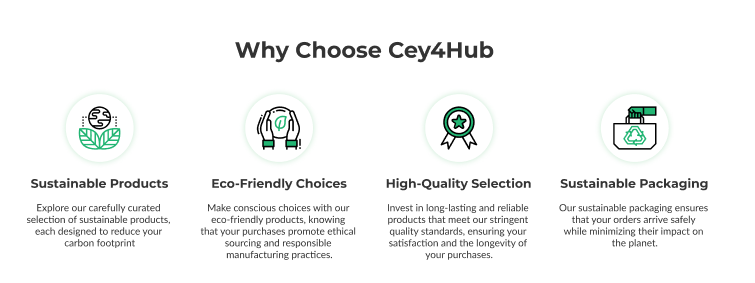 Why Choose Cey4Hub
Sustainable Products
Explore our carefully curated
selection of sustainable products,
each designed to reduce your
carbon footprint
Eco-Friendly Choices
Make conscious choices with our
eco-friendly products, knowing
that your purchases promote ethical
sourcing and responsible
manufacturing practices.
High-Quality Selection
Invest in long-lasting and reliable
products that meet our stringent
quality standards, ensuring your
satisfaction and the longevity of
your purchases.
Sustainable Packaging
Our sustainable packaging ensures
that your orders arrive safely
while minimizing their impact on
the planet.